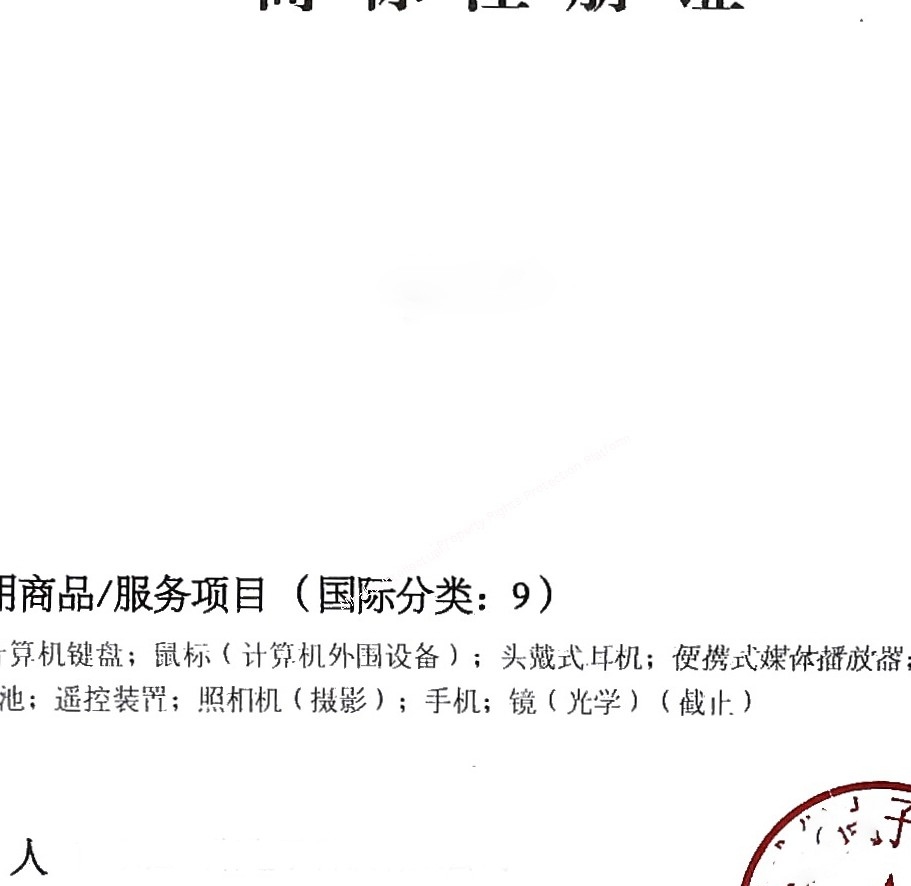 用商品/服务项目（国际分类：9）
计算机键盘；鼠标（计算机外围设备）；头戴式耳机；便携式媒体播放器；
池；遥控装置；照相机（摄影）；手机；镜（光学）（截止）
人